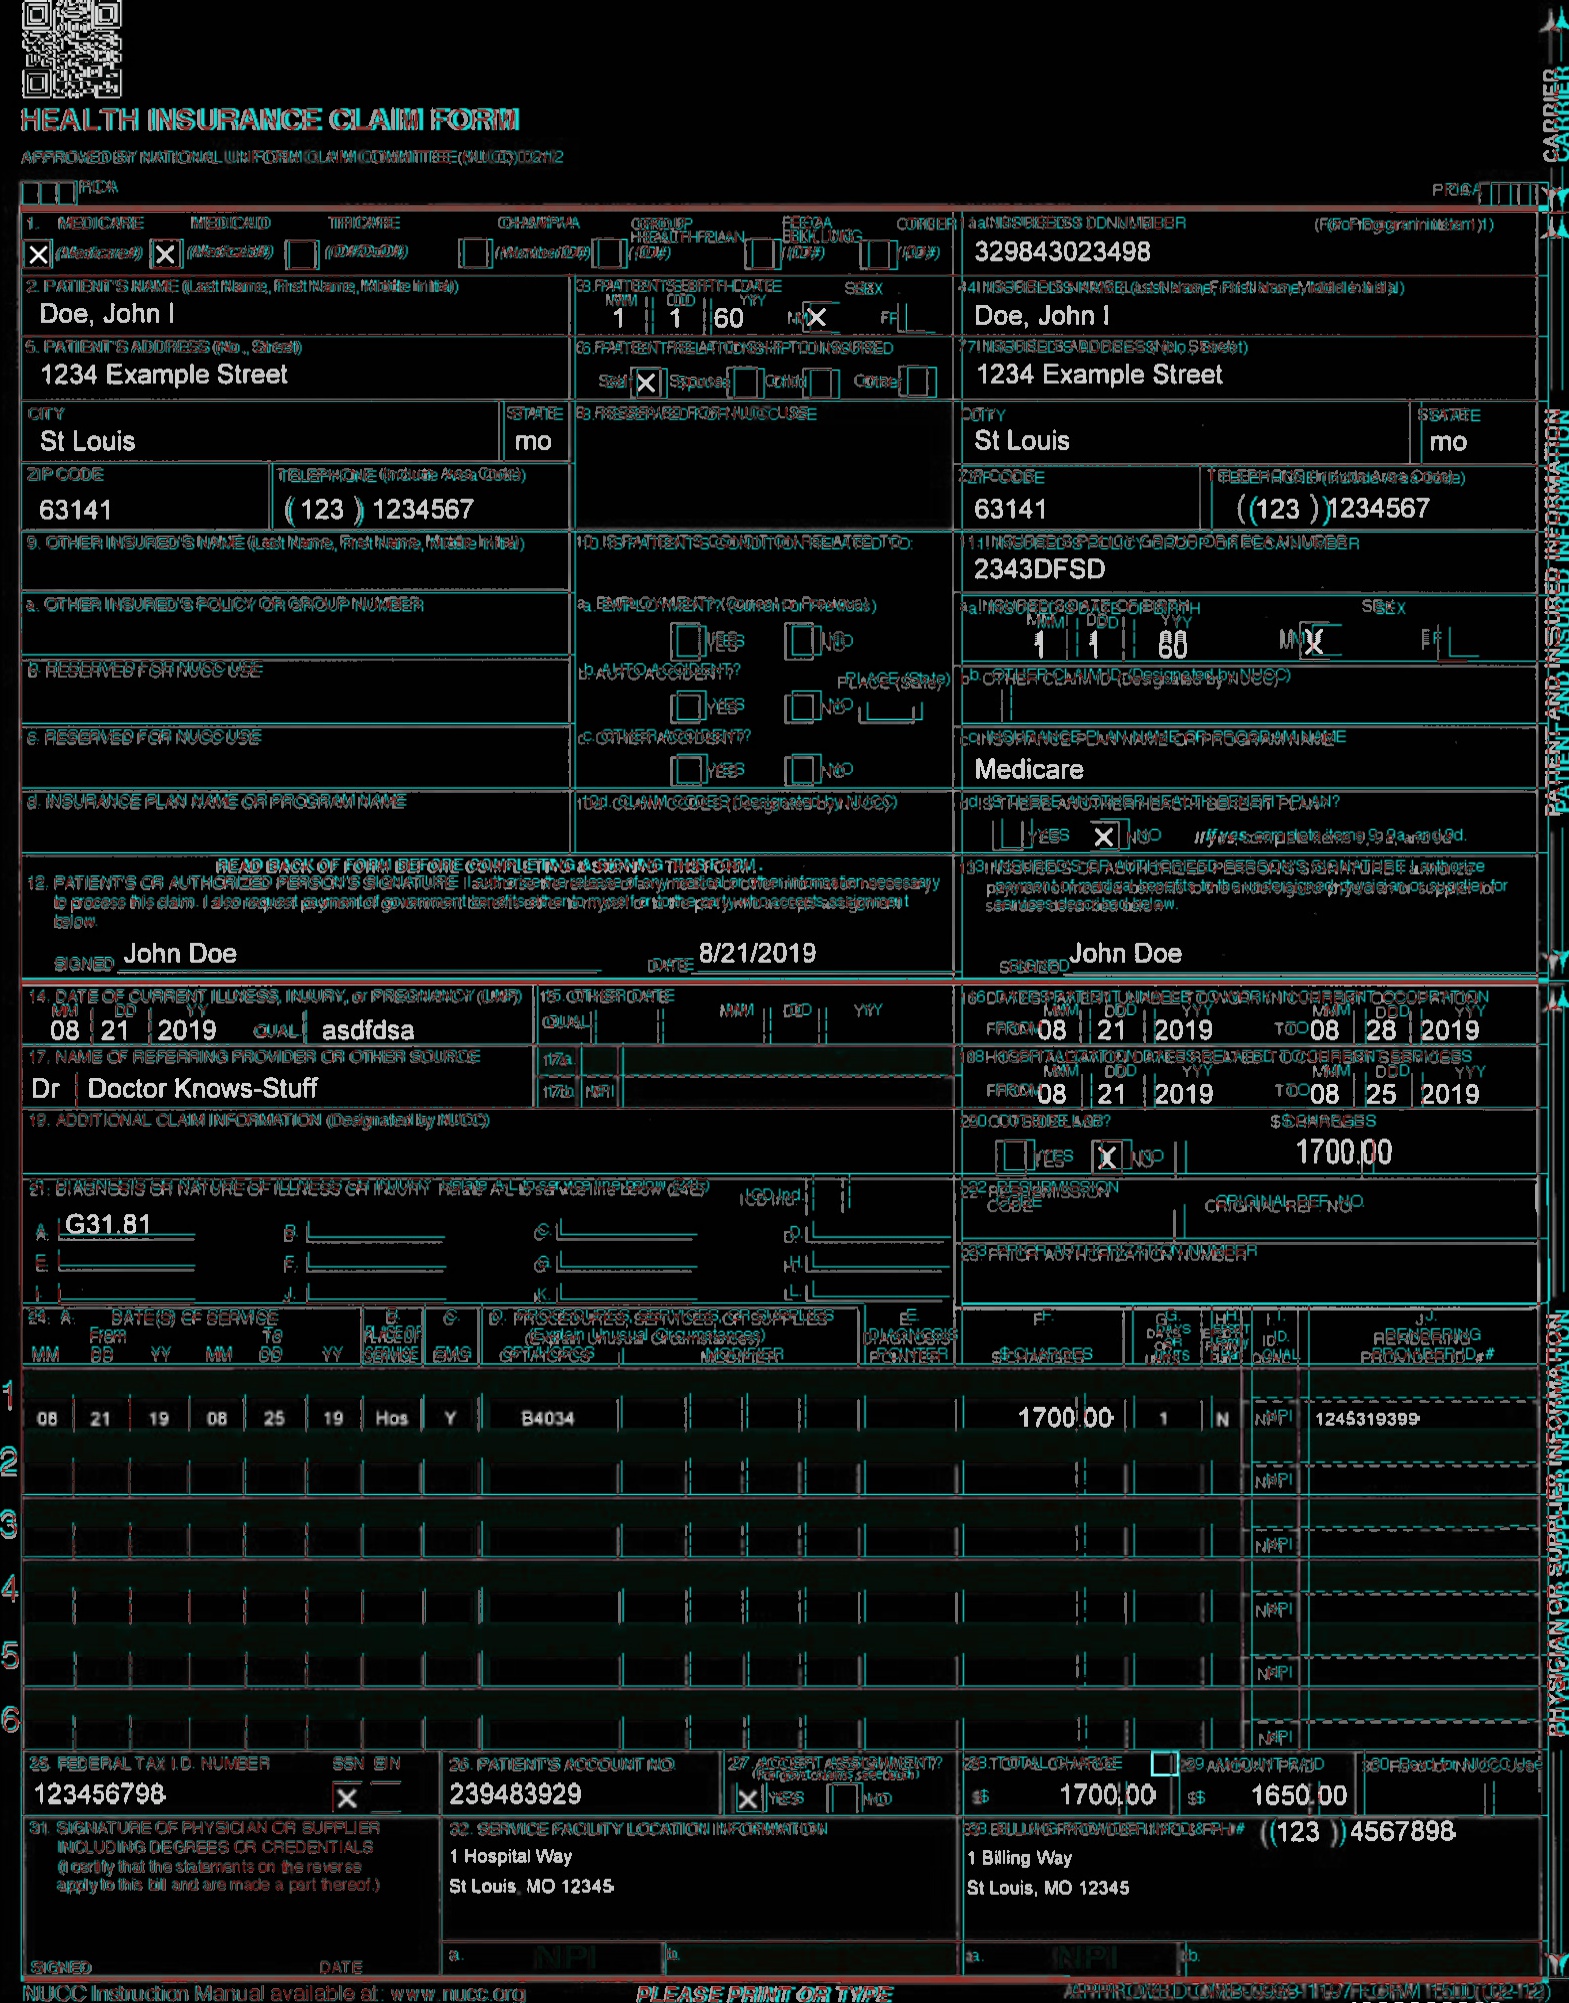 HEALTH INSURANCE CLAIM FORM
APPROVED BY NATIONAL UNIFORM CLAIM COMMITTEE (NUCC) 02/12
PICA
PICA
CARRIER
1. MEDICARE MEDICAID TRICARE CHAMPVA GROUP HEALTH PLAN FECA BLK LUNG OTHER
X (Medicare#) X (Medicaid#) (ID#/DoD#) (Member ID#) (ID#) (ID#) (ID#)
1a. INSURED'S I.D. NUMBER (For Program in Item 1)
329843023498
2. PATIENT'S NAME (Last Name, First Name, Middle Initial)
Doe, John I
3. PATIENT'S BIRTH DATE SEX
MM DD YY
1 1 60 M X F
4. INSURED'S NAME (Last Name, First Name, Middle Initial)
Doe, John I
5. PATIENT'S ADDRESS (No., Street)
1234 Example Street
6. PATIENT RELATIONSHIP TO INSURED
Self X Spouse Child Other
7. INSURED'S ADDRESS (No., Street)
1234 Example Street
CITY STATE
St Louis mo
8. RESERVED FOR NUCC USE
CITY STATE
St Louis mo
ZIP CODE TELEPHONE (Include Area Code)
63141 (123) 1234567
ZIP CODE TELEPHONE (Include Area Code)
63141 (123) 1234567
9. OTHER INSURED'S NAME (Last Name, First Name, Middle Initial)
10. IS PATIENT'S CONDITION RELATED TO:
11. INSURED'S POLICY GROUP OR FECA NUMBER
2343DFSD
a. OTHER INSURED'S POLICY OR GROUP NUMBER
a. EMPLOYMENT? (Current or Previous)
YES NO
a. INSURED'S DATE OF BIRTH SEX
MM DD YY
1 1 60 M X F
b. RESERVED FOR NUCC USE
b. AUTO ACCIDENT? PLACE (State)
YES NO
b. OTHER CLAIM ID (Designated by NUCC)
c. RESERVED FOR NUCC USE
c. OTHER ACCIDENT?
YES NO
c. INSURANCE PLAN NAME OR PROGRAM NAME
Medicare
d. INSURANCE PLAN NAME OR PROGRAM NAME
10d. CLAIM CODES (Designated by NUCC)
d. IS THERE ANOTHER HEALTH BENEFIT PLAN?
YES X NO If yes, complete items 9, 9a, and 9d.
READ BACK OF FORM BEFORE COMPLETING & SIGNING THIS FORM.
12. PATIENT'S OR AUTHORIZED PERSON'S SIGNATURE I authorize the release of any medical or other information necessary
to process this claim. I also request payment of government benefits either to myself or to the party who accepts assignment
below.
SIGNED John Doe DATE 8/21/2019
13. INSURED'S OR AUTHORIZED PERSON'S SIGNATURE I authorize
payment of medical benefits to the undersigned physician or supplier for
services described below.
SIGNED John Doe
PATIENT AND INSURED INFORMATION
14. DATE OF CURRENT ILLNESS, INJURY, or PREGNANCY (LMP)
MM DD YY
08 21 2019 QUAL. asdfdsa
15. OTHER DATE
QUAL. MM DD YY
16. DATES PATIENT UNABLE TO WORK IN CURRENT OCCUPATION
MM DD YY MM DD YY
FROM 08 21 2019 TO 08 28 2019
17. NAME OF REFERRING PROVIDER OR OTHER SOURCE
Dr Doctor Knows-Stuff
17a.
17b. NPI
18. HOSPITALIZATION DATES RELATED TO CURRENT SERVICES
MM DD YY MM DD YY
FROM 08 21 2019 TO 08 25 2019
19. ADDITIONAL CLAIM INFORMATION (Designated by NUCC)
20. OUTSIDE LAB? $ CHARGES
YES X NO 1700.00
21. DIAGNOSIS OR NATURE OF ILLNESS OR INJURY Relate A-L to service line below (24E) ICD Ind.
A. G31.81 B. C. D.
E. F. G. H.
I. J. K. L.
22. RESUBMISSION CODE ORIGINAL REF. NO.
23. PRIOR AUTHORIZATION NUMBER
24. A. DATE(S) OF SERVICE B. C. D. PROCEDURES, SERVICES, OR SUPPLIES E. F. G. H. I. J.
From To PLACE OF (Explain Unusual Circumstances) DIAGNOSIS DAYS OR ID. RENDERING
MM DD YY MM DD YY SERVICE EMG CPT/HCPCS MODIFIER POINTER $ CHARGES UNITS QUAL. PROVIDER ID. #
1 08 21 19 08 25 19 Hos Y B4034 1700.00 1 N NPI 1245319399
2 NPI
3 NPI
4 NPI
5 NPI
6 NPI
PHYSICIAN OR SUPPLIER INFORMATION
25. FEDERAL TAX I.D. NUMBER SSN EIN
123456798 X
26. PATIENT'S ACCOUNT NO.
239483929
27. ACCEPT ASSIGNMENT?
(For govt. claims, see back)
X YES NO
28. TOTAL CHARGE
$ 1700.00
29. AMOUNT PAID
$ 1650.00
30. Rsvd for NUCC Use
31. SIGNATURE OF PHYSICIAN OR SUPPLIER
INCLUDING DEGREES OR CREDENTIALS
(I certify that the statements on the reverse
apply to this bill and are made a part thereof.)
SIGNED DATE
32. SERVICE FACILITY LOCATION INFORMATION
1 Hospital Way
St Louis, MO 12345
a. NPI b.
33. BILLING PROVIDER INFO & PH # (123) 4567898
1 Billing Way
St Louis, MO 12345
a. NPI b.
NUCC Instruction Manual available at: www.nucc.org
PLEASE PRINT OR TYPE
APPROVED OMB-0938-1197 FORM 1500 (02-12)